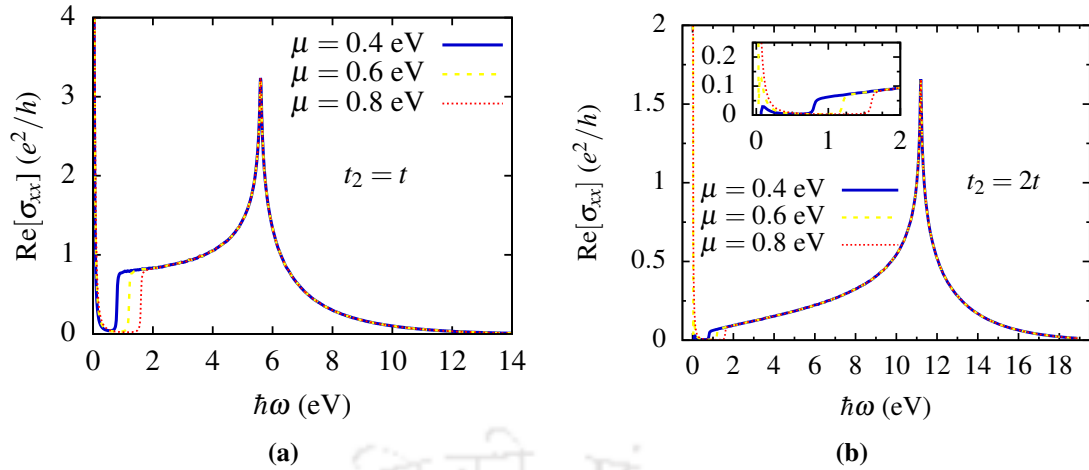 4
3
2
1
0
Re[σxx] (e²/h)
μ = 0.4 eV
μ = 0.6 eV
μ = 0.8 eV
t₂ = t
0 2 4 6 8 10 12 14
ħω (eV)
(a)
2
1.5
1
0.5
0
Re[σxx] (e²/h)
0.2
0.1
0
0 1 2
μ = 0.4 eV
μ = 0.6 eV
μ = 0.8 eV
t₂ = 2t
0 2 4 6 8 10 12 14 16 18
ħω (eV)
(b)